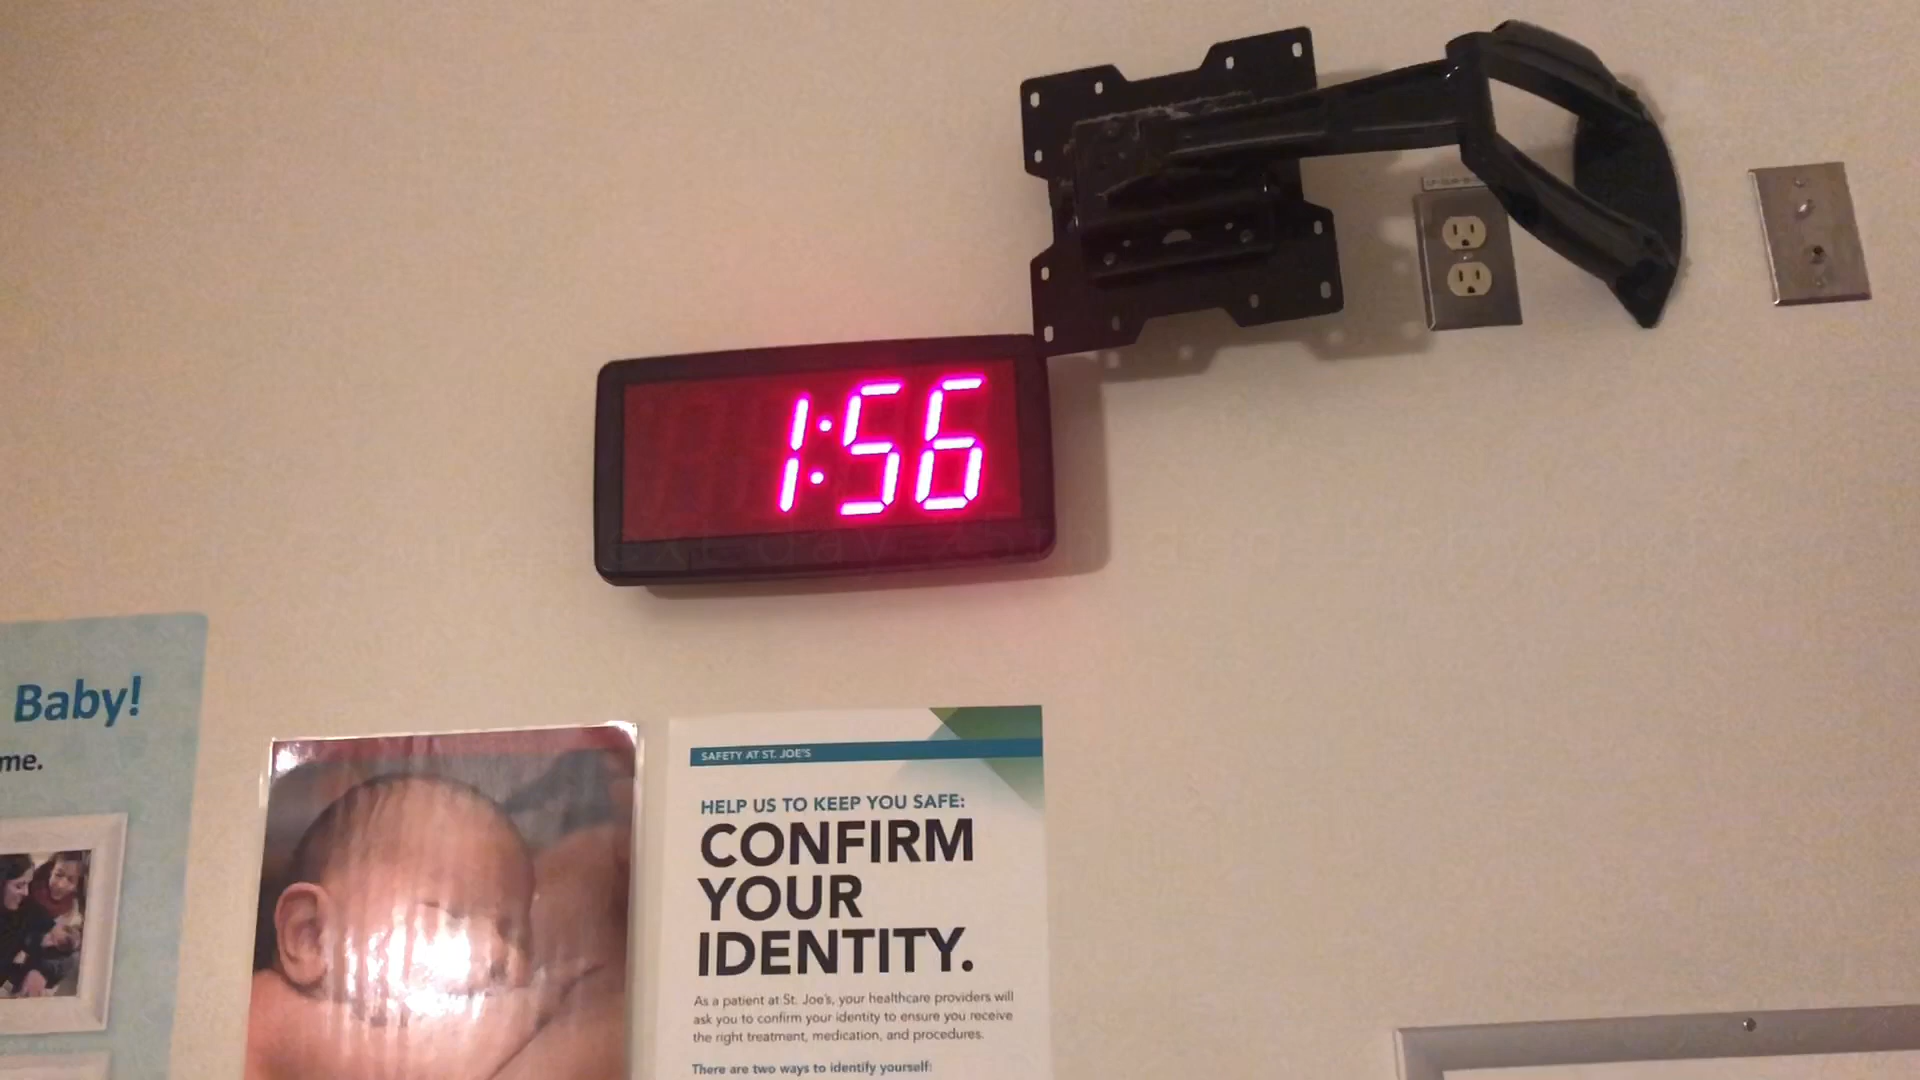 1:56
Baby!
me.
SAFETY AT ST. JOE'S
HELP US TO KEEP YOU SAFE:
CONFIRM
YOUR
IDENTITY.
As a patient at St. Joe's, your healthcare providers will
ask you to confirm your identity to ensure you receive
the right treatment, medication, and procedures.
There are two ways to identify yourself: